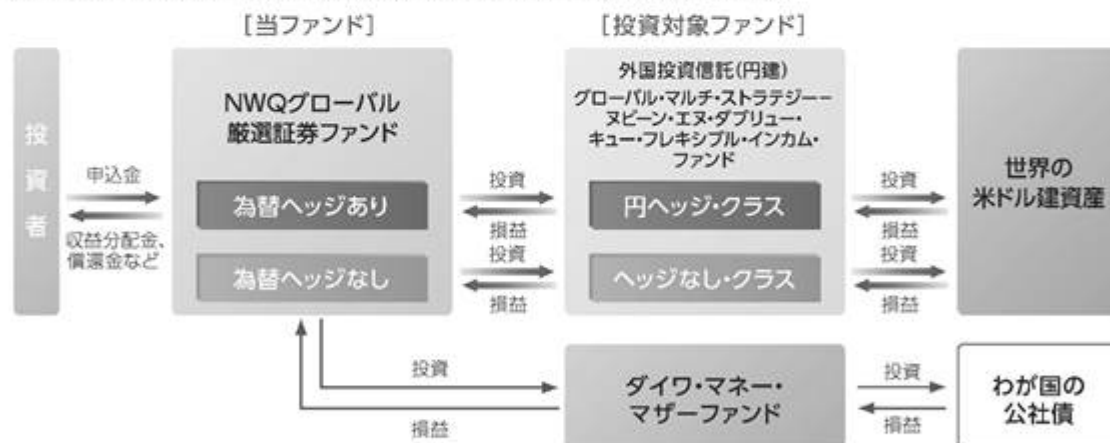 [当ファンド]
[投資対象ファンド]
投資者
申込金
収益分配金、
償還金など
NWQグローバル
厳選証券ファンド
為替ヘッジあり
為替ヘッジなし
投資
損益
投資
損益
外国投資信託(円建)
グローバル・マルチ・ストラテジー－
ヌビーン・エヌ・ダブリュー・
キュー・フレキシブル・インカム・
ファンド
円ヘッジ・クラス
ヘッジなし・クラス
投資
損益
投資
損益
世界の
米ドル建資産
投資
損益
ダイワ・マネー・
マザーファンド
投資
損益
わが国の
公社債